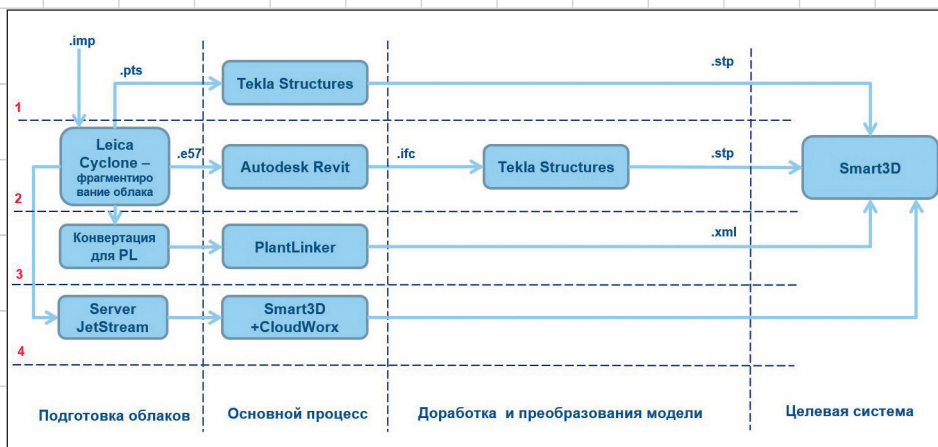 .imp
.pts
Tekla Structures
.stp
1
Leica
Cyclone –
фрагментиро
вание облака
.e57
Autodesk Revit
.ifc
Tekla Structures
.stp
Smart3D
2
Конвертация
для PL
PlantLinker
.xml
3
Server
JetStream
Smart3D
+CloudWorx
4
Подготовка облаков
Основной процесс
Доработка и преобразования модели
Целевая система